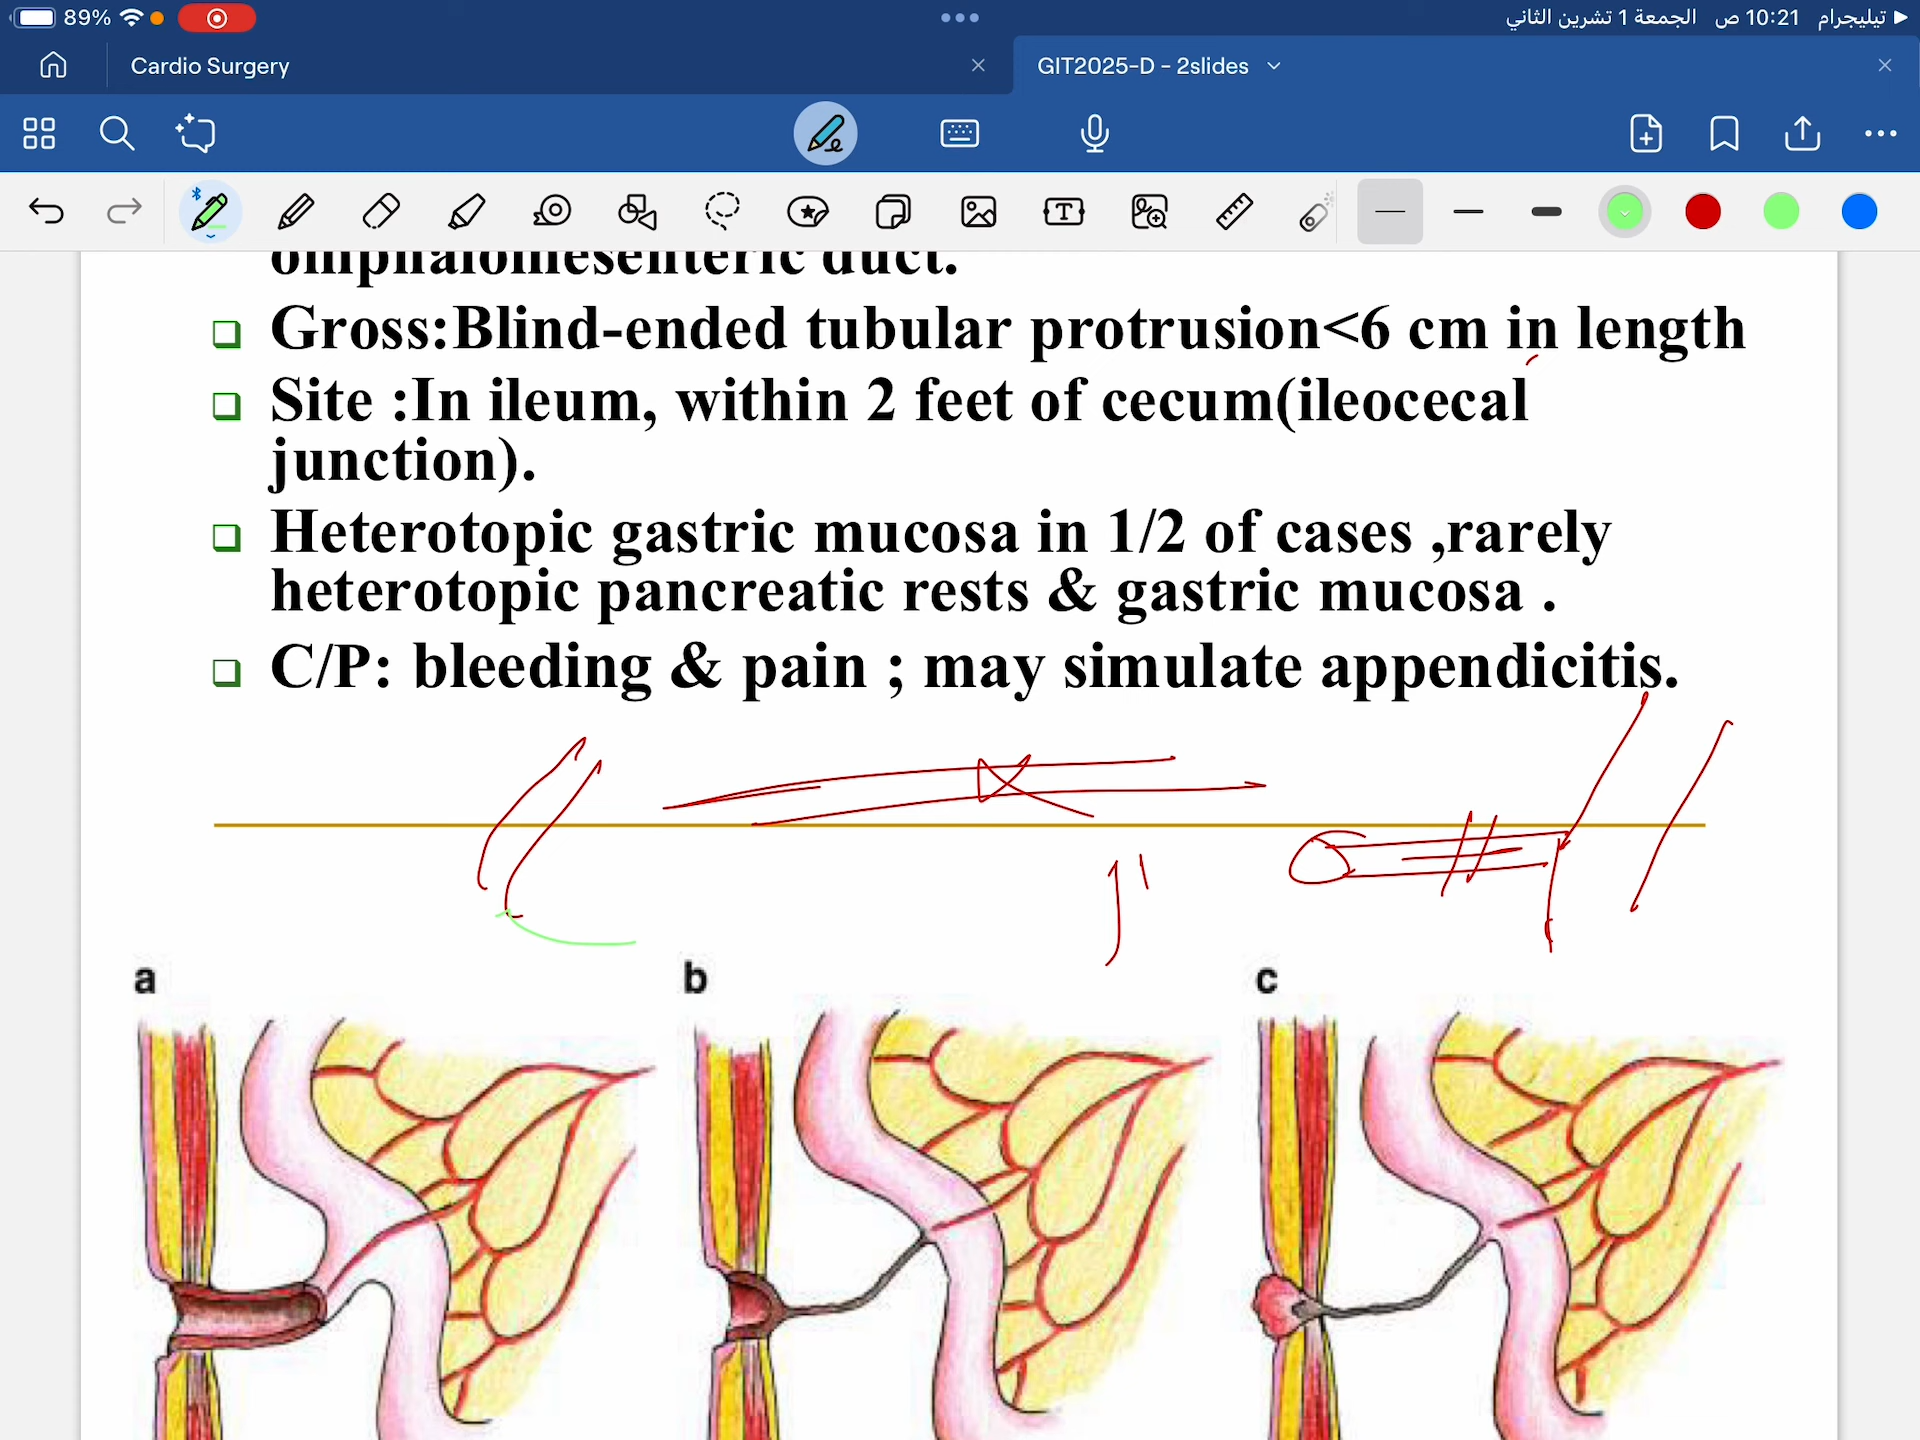 89%
▶ تيليجرام 10:21 ص الجمعة 1 تشرين الثاني
Cardio Surgery
GIT2025-D - 2slides
omphalomesenteric duct.
Gross:Blind-ended tubular protrusion<6 cm in length
Site :In ileum, within 2 feet of cecum(ileocecal
junction).
Heterotopic gastric mucosa in 1/2 of cases ,rarely
heterotopic pancreatic rests & gastric mucosa .
C/P: bleeding & pain ; may simulate appendicitis.
a
b
c